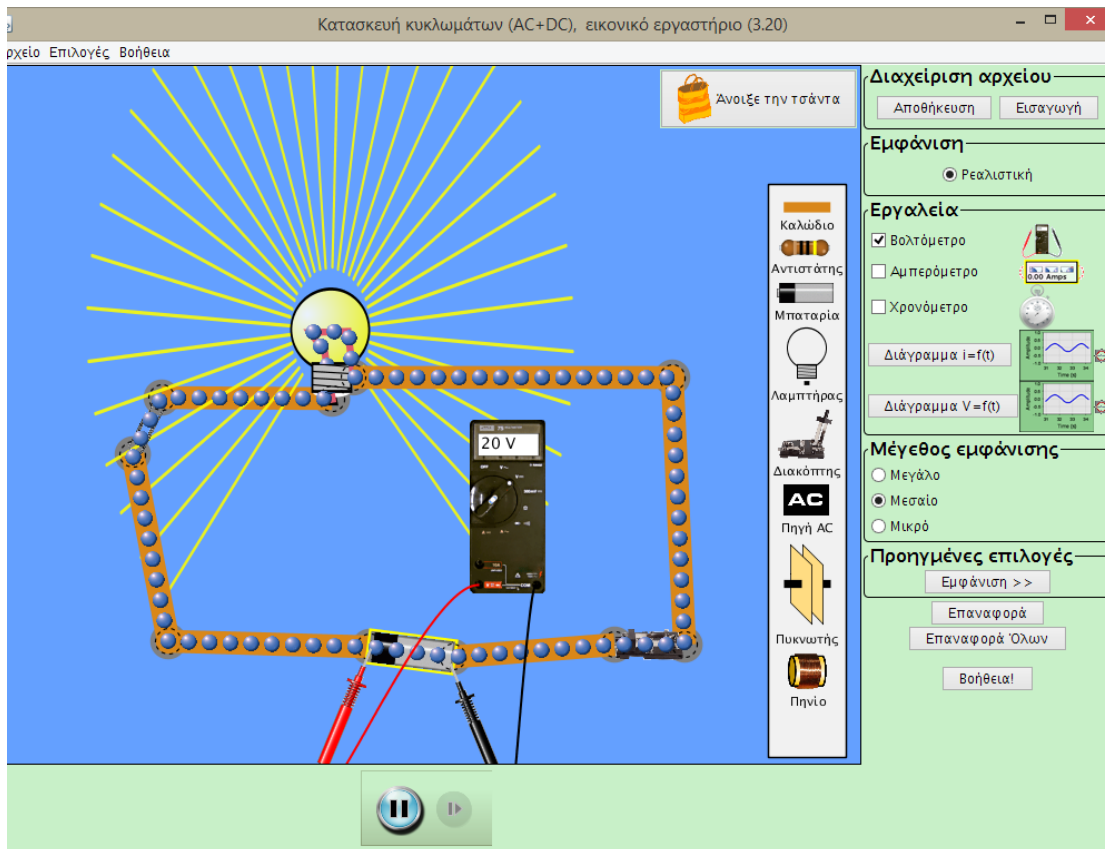 Κατασκευή κυκλωμάτων (AC+DC), εικονικό εργαστήριο (3.20)
ρχείο Επιλογές Βοήθεια
Άνοιξε την τσάντα
Καλώδιο
Αντιστάτης
Μπαταρία
Λαμπτήρας
Διακόπτης
AC
Πηγή AC
Πυκνωτής
Πηνίο
20 V
Διαχείριση αρχείου
Αποθήκευση Εισαγωγή
Εμφάνιση
Ρεαλιστική
Εργαλεία
Βολτόμετρο
Αμπερόμετρο
0.00 Amps
Χρονόμετρο
Διάγραμμα i=f(t)
Διάγραμμα V=f(t)
Μέγεθος εμφάνισης
Μεγάλο
Μεσαίο
Μικρό
Προηγμένες επιλογές
Εμφάνιση >>
Επαναφορά
Επαναφορά Όλων
Βοήθεια!